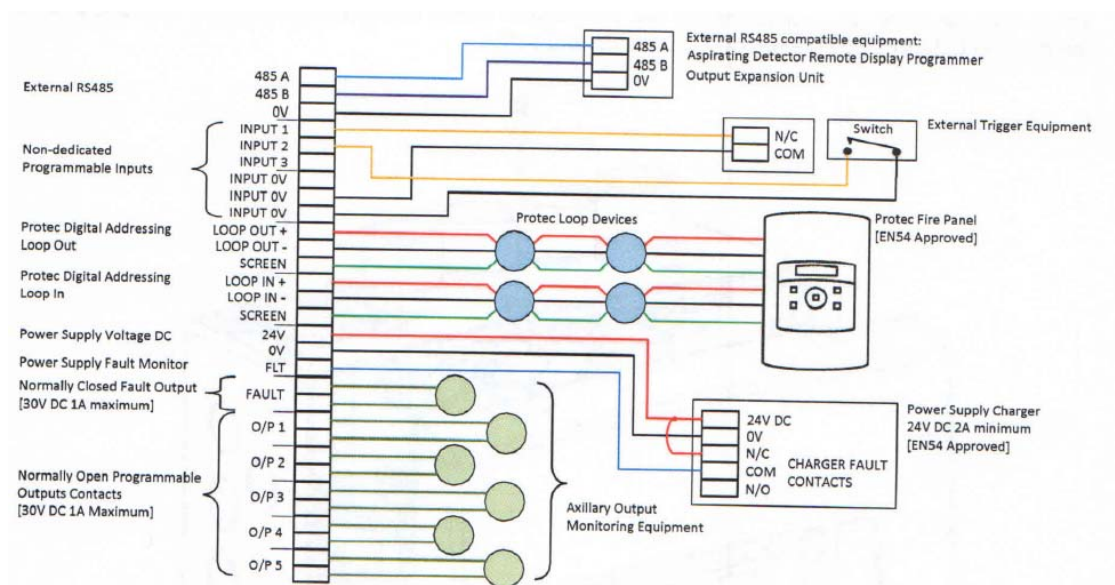 External RS485
485 A
485 B
0V
485 A
485 B
0V
External RS485 compatible equipment:
Aspirating Detector Remote Display Programmer
Output Expansion Unit
Non-dedicated
Programmable Inputs
INPUT 1
INPUT 2
INPUT 3
INPUT 0V
INPUT 0V
INPUT 0V
N/C
COM
Switch
External Trigger Equipment
Protec Digital Addressing
Loop Out
LOOP OUT +
LOOP OUT -
SCREEN
Protec Loop Devices
Protec Fire Panel
[EN54 Approved]
Protec Digital Addressing
Loop In
LOOP IN +
LOOP IN -
SCREEN
Power Supply Voltage DC
24V
0V
Power Supply Fault Monitor
FLT
Normally Closed Fault Output
[30V DC 1A maximum]
FAULT
Normally Open Programmable
Outputs Contacts
[30V DC 1A Maximum]
O/P 1
O/P 2
O/P 3
O/P 4
O/P 5
Axillary Output
Monitoring Equipment
24V DC
0V
N/C
COM
N/O
CHARGER FAULT
CONTACTS
Power Supply Charger
24V DC 2A minimum
[EN54 Approved]